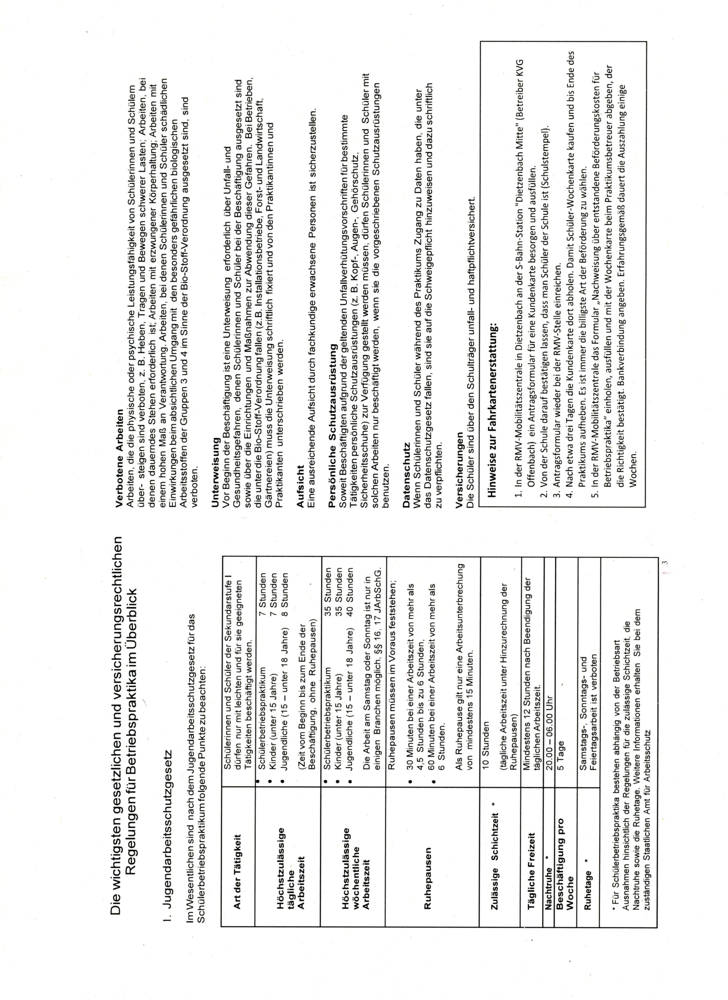 Die wichtigsten gesetzlichen und versicherungsrechtlichen
Regelungen für Betriebspraktika im Überblick
1. Jugendarbeitsschutzgesetz
Im Wesentlichen sind nach dem Jugendarbeitsschutzgesetz für das
Schülerbetriebspraktikum folgende Punkte zu beachten:
Art der Tätigkeit
Schülerinnen und Schüler der Sekundarstufe I
dürfen nur mit leichten und für sie geeigneten
Tätigkeiten beschäftigt werden.
Höchstzulässige
tägliche
Arbeitszeit
• Schülerbetriebspraktikum 7 Stunden
• Kinder (unter 15 Jahre) 7 Stunden
• Jugendliche (15 – unter 18 Jahre) 8 Stunden
(Zeit vom Beginn bis zum Ende der
Beschäftigung, ohne Ruhepausen)
Höchstzulässige
wöchentliche
Arbeitszeit
• Schülerbetriebspraktikum 35 Stunden
• Kinder (unter 15 Jahre) 35 Stunden
• Jugendliche (15 – unter 18 Jahre) 40 Stunden
Die Arbeit am Samstag oder Sonntag ist nur in
einigen Branchen möglich, §§ 16, 17 JArbSchG.
Ruhepausen
Ruhepausen müssen im Voraus feststehen;
• 30 Minuten bei einer Arbeitszeit von mehr als
4,5 Stunden bis zu 6 Stunden,
• 60 Minuten bei einer Arbeitszeit von mehr als
6 Stunden.
Als Ruhepause gilt nur eine Arbeitsunterbrechung
von mindestens 15 Minuten.
Zulässige Schichtzeit *
10 Stunden
(tägliche Arbeitszeit unter Hinzurechnung der
Ruhepausen)
Tägliche Freizeit
Mindestens 12 Stunden nach Beendigung der
täglichen Arbeitszeit.
Nachtruhe *
20.00 – 06.00 Uhr
Beschäftigung pro
Woche
5 Tage
Ruhetage *
Samstags-, Sonntags- und
Feiertagsarbeit ist verboten
* Für Schülerbetriebspraktika bestehen abhängig von der Betriebsart
Ausnahmen hinsichtlich der Regelungen für die zulässige Schichtzeit, die
Nachtruhe sowie die Ruhetage. Weitere Informationen erhalten Sie bei dem
zuständigen Staatlichen Amt für Arbeitsschutz
3
Verbotene Arbeiten
Arbeiten, die die physische oder psychische Leistungsfähigkeit von Schülerinnen und Schülern
über- steigen sind verboten, z. B. Heben, Tragen und Bewegen schwerer Lasten; Arbeiten, bei
denen dauerndes Stehen erforderlich ist; Arbeiten mit erzwungener Körperhaltung; Arbeiten mit
einem hohen Maß an Verantwortung. Arbeiten, bei denen Schülerinnen und Schüler schädlichen
Einwirkungen beim absichtlichen Umgang mit den besonders gefährlichen biologischen
Arbeitsstoffen der Gruppen 3 und 4 im Sinne der Bio-Stoff-Verordnung ausgesetzt sind, sind
verboten.
Unterweisung
Vor Beginn der Beschäftigung ist eine Unterweisung erforderlich über Unfall- und
Gesundheitsgefahren, denen Schülerinnen und Schüler bei der Beschäftigung ausgesetzt sind
sowie über die Einrichtungen und Maßnahmen zur Abwendung dieser Gefahren. Bei Betrieben,
die unter die Bio-Stoff-Verordnung fallen (z.B. Installationsbetriebe, Forst- und Landwirtschaft,
Gärtnereien) muss die Unterweisung schriftlich fixiert und von den Praktikantinnen und
Praktikanten unterschrieben werden.
Aufsicht
Eine ausreichende Aufsicht durch fachkundige erwachsene Personen ist sicherzustellen.
Persönliche Schutzausrüstung
Soweit Beschäftigten aufgrund der geltenden Unfallverhütungsvorschriften für bestimmte
Tätigkeiten persönliche Schutzausrüstungen (z. B. Kopf-, Augen-, Gehörschutz,
Sicherheitsschuhe) zur Verfügung gestellt werden müssen, dürfen Schülerinnen und Schüler mit
solchen Arbeiten nur beschäftigt werden, wenn sie die vorgeschriebenen Schutzausrüstungen
benutzen.
Datenschutz
Wenn Schülerinnen und Schüler während des Praktikums Zugang zu Daten haben, die unter
das Datenschutzgesetz fallen, sind sie auf die Schweigepflicht hinzuweisen und dazu schriftlich
zu verpflichten.
Versicherungen
Die Schüler sind über den Schulträger unfall- und haftpflichtversichert.
Hinweise zur Fahrkartenerstattung:
1. In der RMV-Mobilitätszentrale in Dietzenbach an der S-Bahn-Station "Dietzenbach Mitte" (Betreiber KVG
Offenbach) ein Antragsformular für eine Kundenkarte besorgen und ausfüllen.
2. Von der Schule darauf bestätigen lassen, dass man Schüler der Schule ist (Schulstempel).
3. Antragsformular wieder bei der RMV-Stelle einreichen.
4. Nach etwa drei Tagen die Kundenkarte dort abholen. Damit Schüler-Wochenkarte kaufen und bis Ende des
Praktikums aufheben. Es ist immer die billigste Art der Beförderung zu wählen.
5. In der RMV-Mobilitätszentrale das Formular „Nachweisung über entstandene Beförderungskosten für
Betriebspraktika“ einholen, ausfüllen und mit der Wochenkarte beim Praktikumsbetreuer abgeben, der
die Richtigkeit bestätigt. Bankverbindung angeben. Erfahrungsgemäß dauert die Auszahlung einige
Wochen.